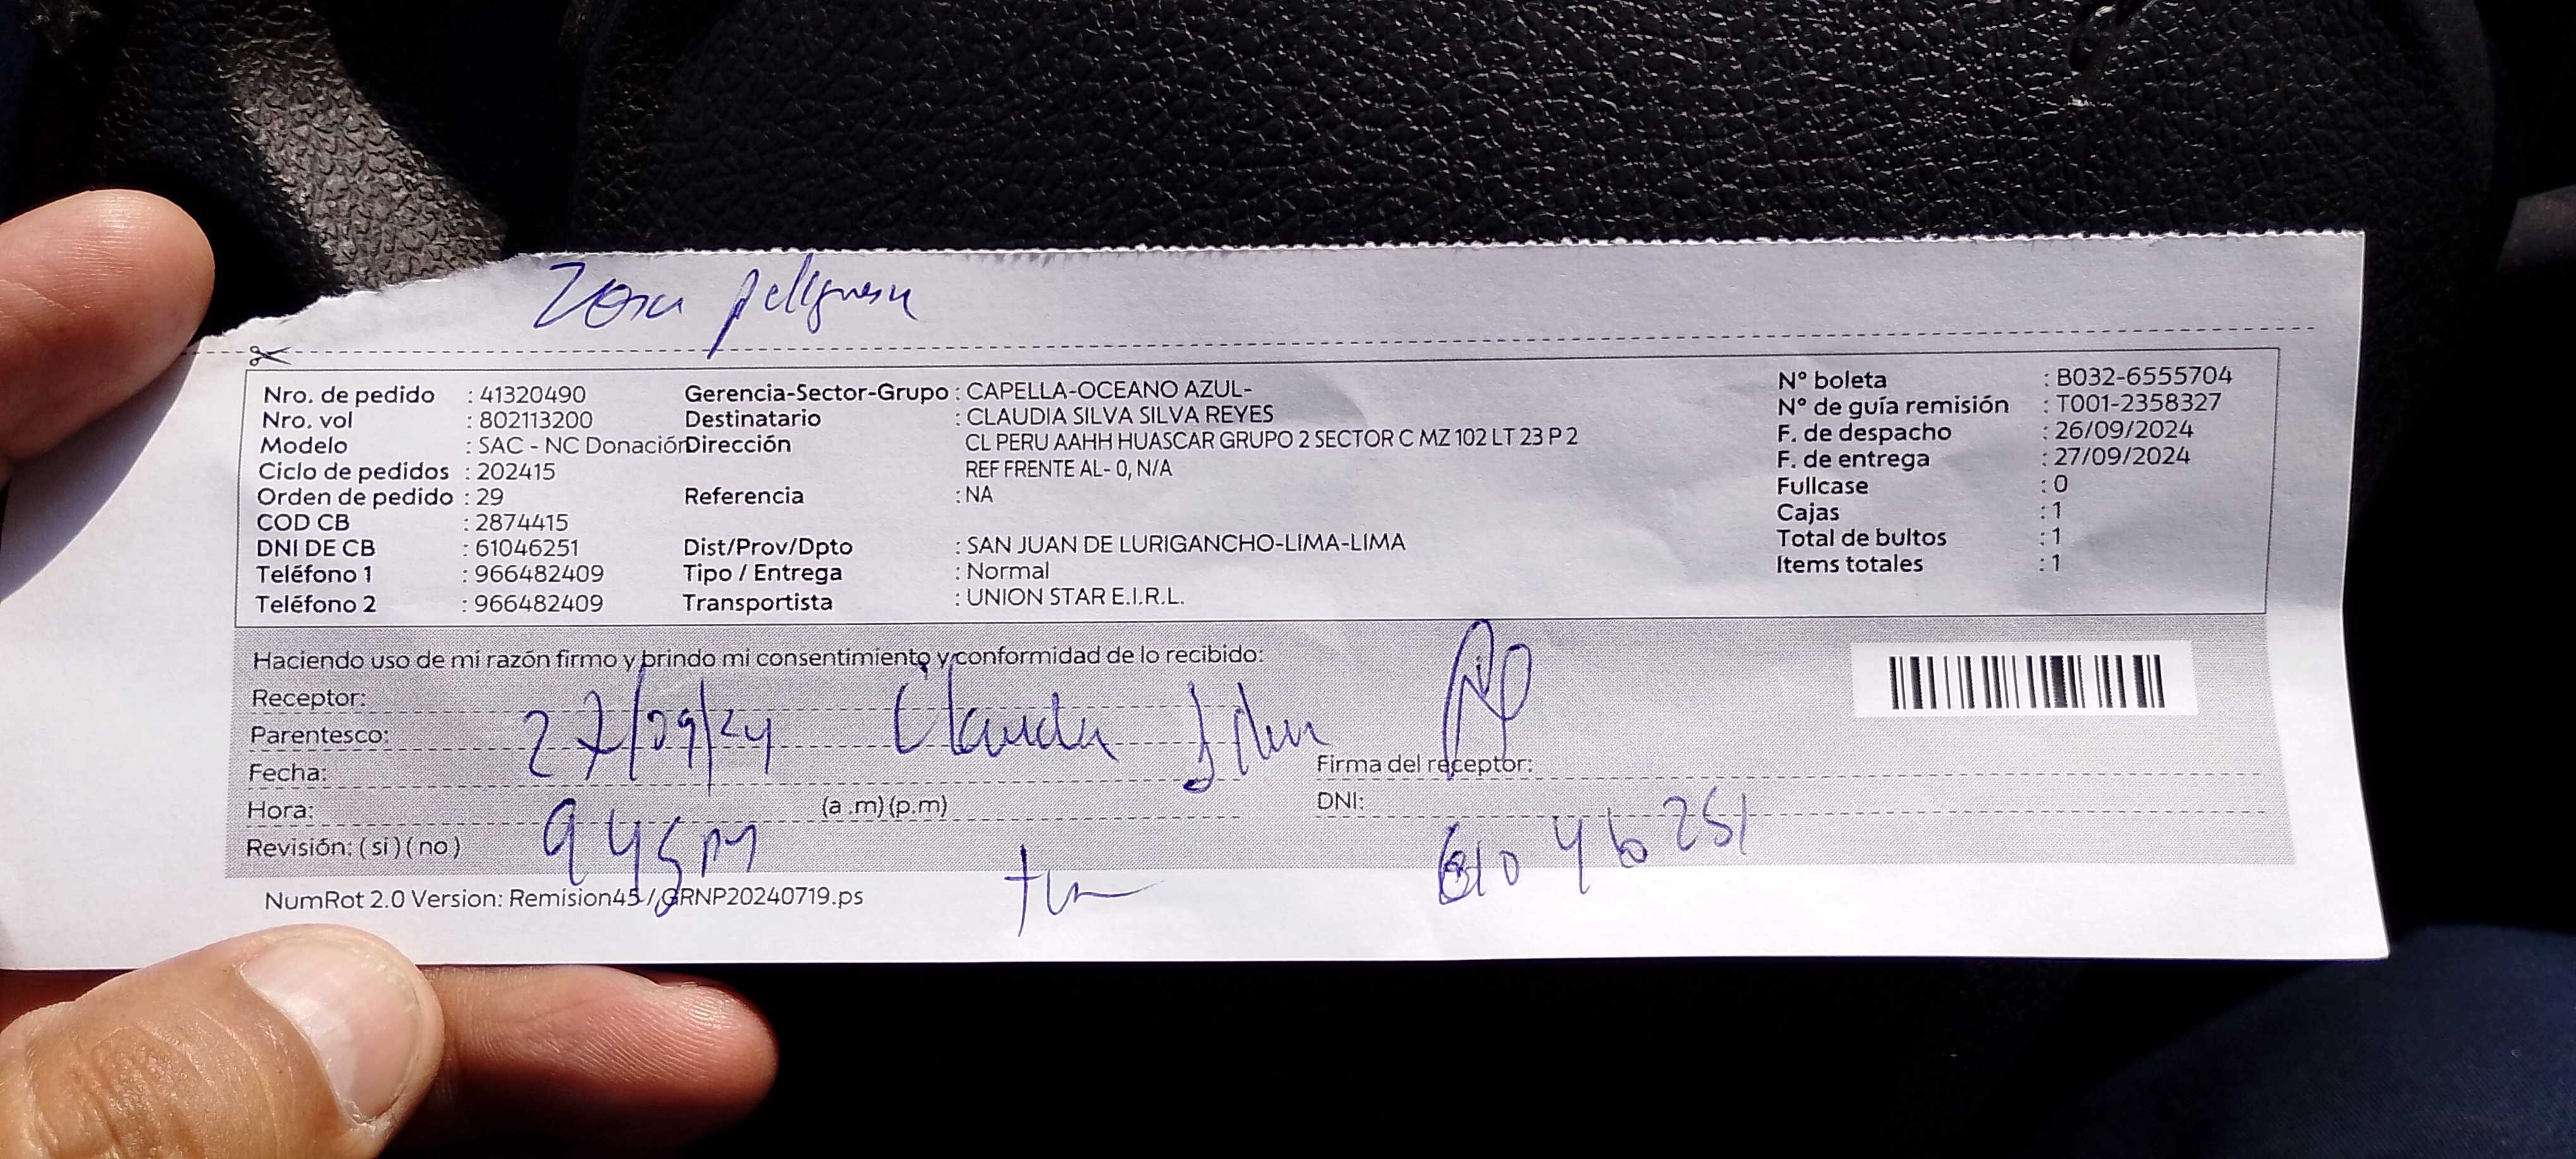 Zona peligrosa
Nro. de pedido : 41320490 Gerencia-Sector-Grupo : CAPELLA-OCEANO AZUL- N° boleta : B032-6555704
Nro. vol : 802113200 Destinatario : CLAUDIA SILVA SILVA REYES N° de guía remisión : T001-2358327
Modelo : SAC - NC Donación Dirección CL PERU AAHH HUASCAR GRUPO 2 SECTOR C MZ 102 LT 23 P 2 F. de despacho : 26/09/2024
Ciclo de pedidos : 202415 REF FRENTE AL- 0, N/A F. de entrega : 27/09/2024
Orden de pedido : 29 Referencia : NA Fullcase : 0
COD CB : 2874415 Cajas : 1
DNI DE CB : 61046251 Dist/Prov/Dpto : SAN JUAN DE LURIGANCHO-LIMA-LIMA Total de bultos : 1
Teléfono 1 : 966482409 Tipo / Entrega : Normal Items totales : 1
Teléfono 2 : 966482409 Transportista : UNION STAR E.I.R.L.
Haciendo uso de mi razón firmo y brindo mi consentimiento y conformidad de lo recibido:
Receptor:
Parentesco: 27/09/24 Claudia Silva
Fecha: Firma del receptor:
Hora: (a .m) (p.m) DNI:
Revisión: ( si ) ( no ) 945 61046251
NumRot 2.0 Version: Remision45 / GRNP20240719.ps